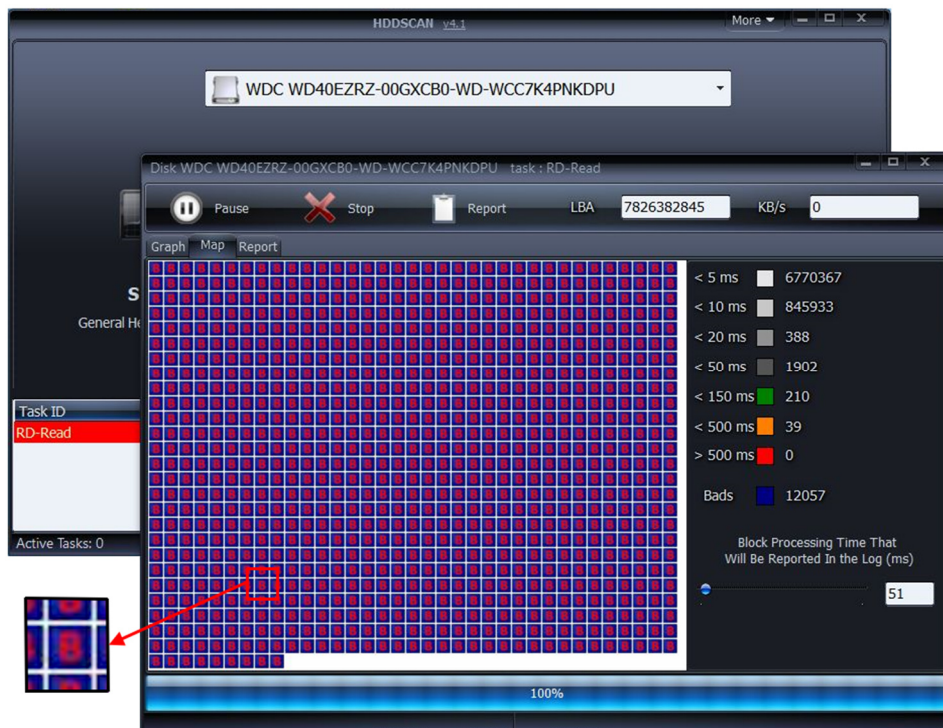 HDDSCAN v4.1
More
WDC WD40EZRZ-00GXCB0-WD-WCC7K4PNKDPU
Disk WDC WD40EZRZ-00GXCB0-WD-WCC7K4PNKDPU task : RD-Read
Pause Stop Report LBA 7826382845 KB/s 0
Graph Map Report
< 5 ms 6770367
< 10 ms 845933
< 20 ms 388
< 50 ms 1902
< 150 ms 210
< 500 ms 39
> 500 ms 0
Bads 12057
Block Processing Time That
Will Be Reported In the Log (ms)
51
S
General He
Task ID
RD-Read
Active Tasks: 0
B
100%